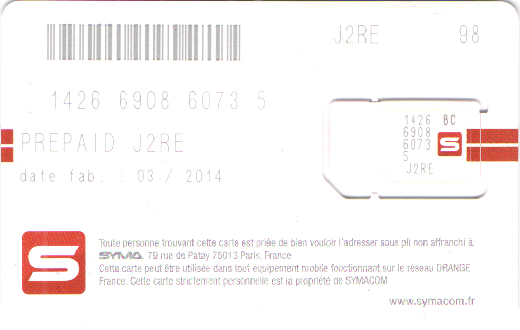 J2RE 98
1426 6908 6073 5
PREPAID J2RE
date fab. : 03 / 2014
1426 BC
6908
6073
5
J2RE
S
S
Toute personne trouvant cette carte est priée de bien vouloir l'adresser sous pli non affranchi à
SYMA 79 rue de Patay 75013 Paris. France
Cette carte peut être utilisée dans tout équipement mobile fonctionnant sur le réseau ORANGE
France. Cette carte strictement personnelle est la propriété de SYMACOM
www.symacom.fr